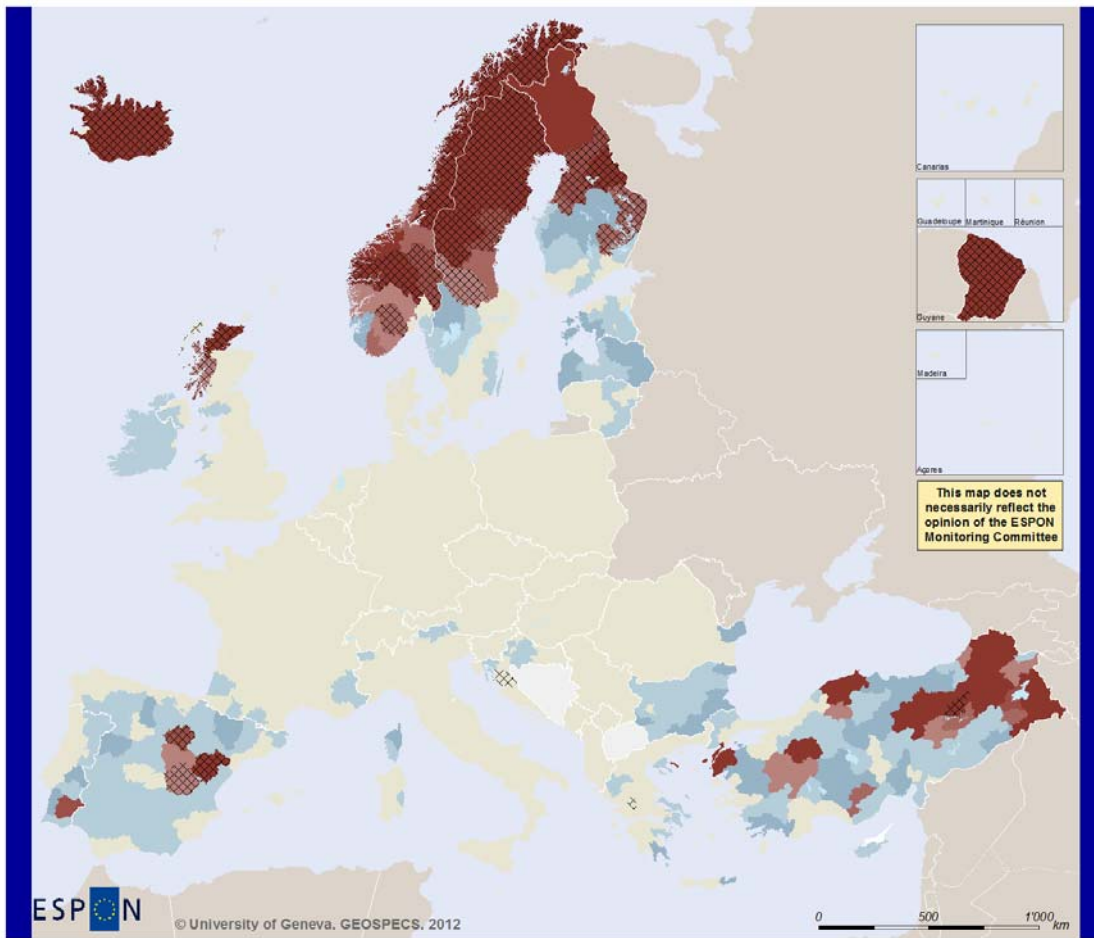 Canarias
Guadeloupe Martinique Réunion
Guyane
Madeira
Açores
This map does not
necessarily reflect the
opinion of the ESPON
Monitoring Committee
ESPON
© University of Geneva, GEOSPECS, 2012
0 500 1'000
km